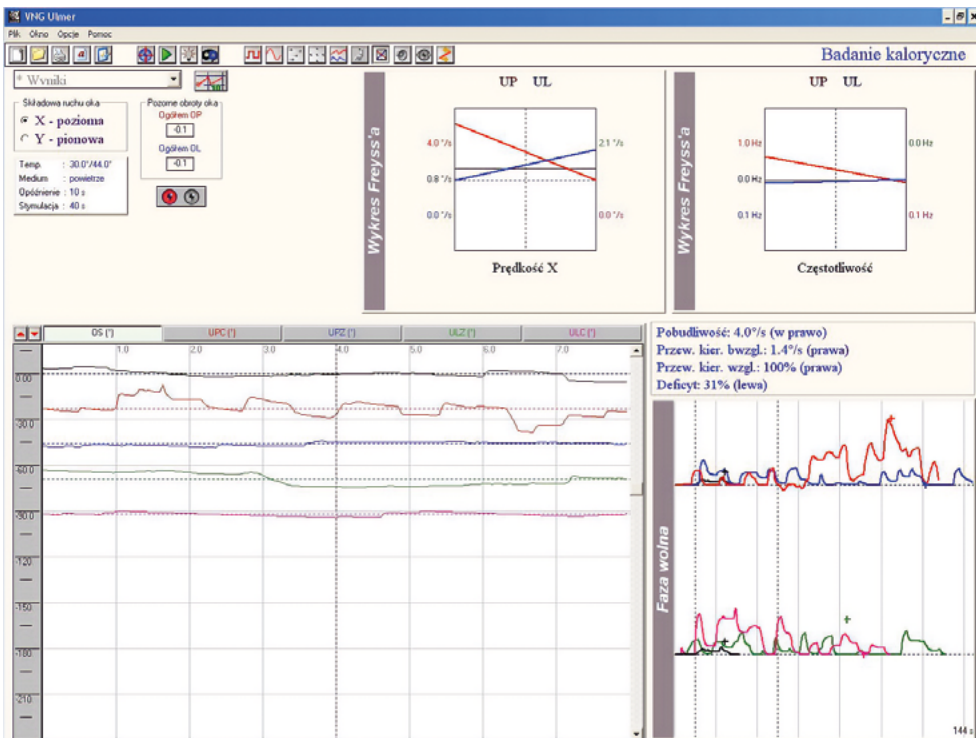 VNG Ulmer
Plik Okno Opcje Pomoc
Badanie kaloryczne
* Wyniki
Składowa ruchu oka
X - pozioma
Y - pionowa
Pozorne obroty oka
Ogółem OP
-0.1
Ogółem OL
-0.1
Temp. : 30.0°/44.0°
Medium : powietrze
Opóźnienie : 10 s
Stymulacja : 40 s
Wykres Freyss'a
UP UL
4.0 °/s
2.1 °/s
0.8 °/s
0.0 °/s
0.0 °/s
Prędkość X
Wykres Freyss'a
UP UL
1.0 Hz
0.0 Hz
0.0 Hz
0.1 Hz
0.1 Hz
Częstotliwość
OS (°) UPC (°) UPZ (°) ULZ (°) ULC (°)
1.0 2.0 3.0 4.0 5.0 6.0 7.0
0.00
-30.0
-60.0
-90.0
-120
-150
-180
-210
Pobudliwość: 4.0°/s (w prawo)
Przew. kier. bwzgl.: 1.4°/s (prawa)
Przew. kier. wzgl.: 100% (prawa)
Deficyt: 31% (lewa)
Faza wolna
144 s